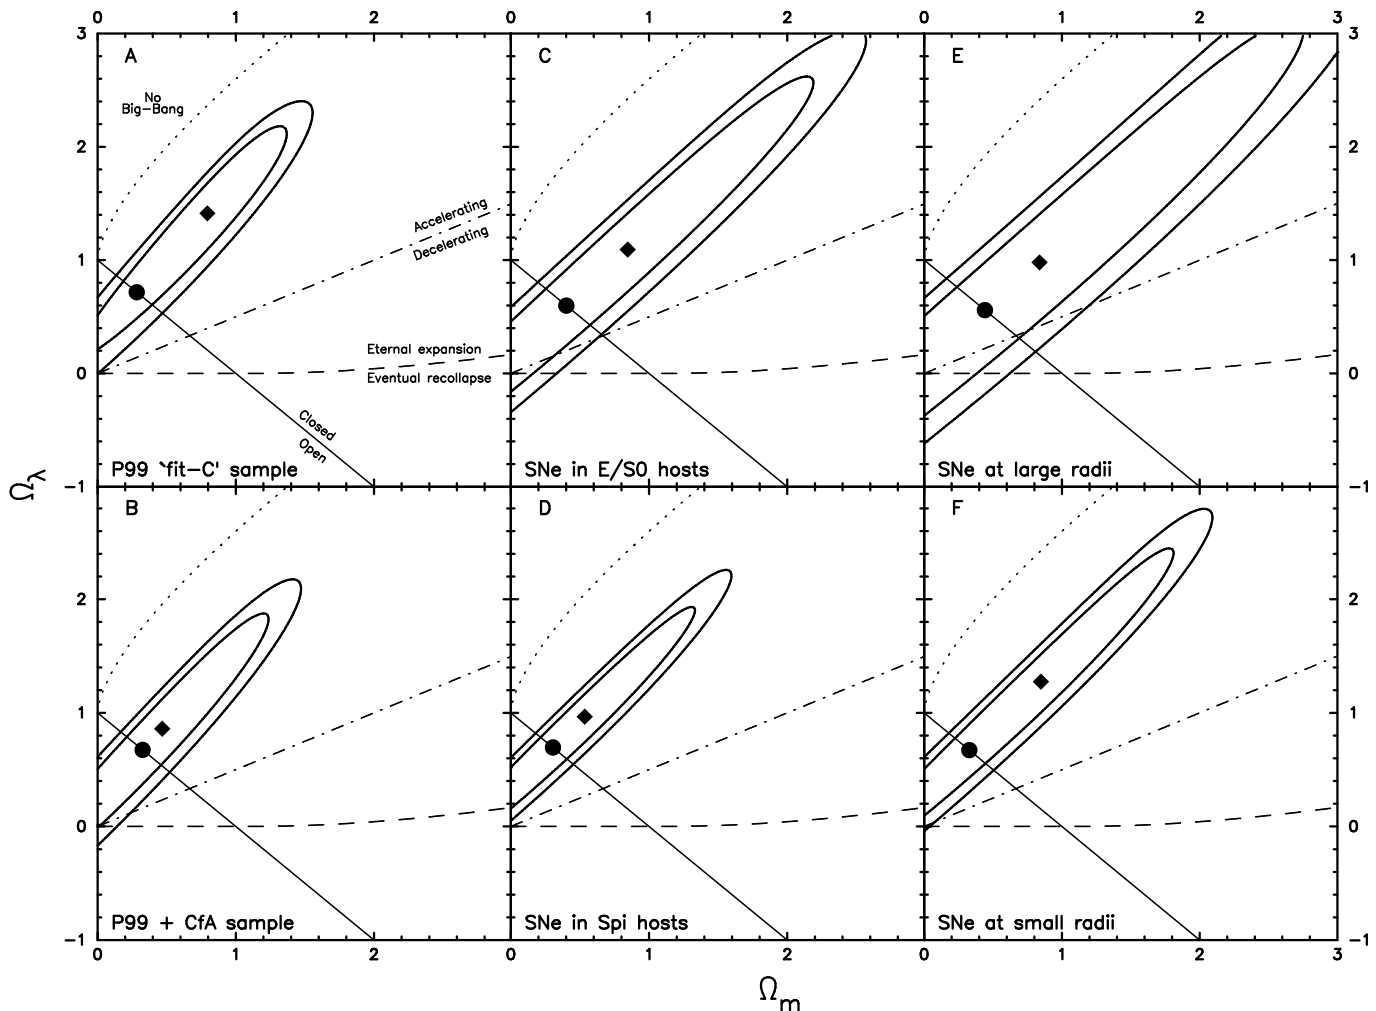 0 1 2 0 1 2 0 1 2 3
3 A C E 3
No
Big-Bang
2 2
Accelerating
Decelerating
1 1
Eternal expansion
0 Eventual recollapse 0
Closed
Open
P99 `fit-C' sample SNe in E/S0 hosts SNe at large radii
Ωλ
-1 -1
B D F
2 2
1 1
0 0
P99 + CfA sample SNe in Spi hosts SNe at small radii
-1 -1
0 1 2 0 1 2 0 1 2 3
Ωm